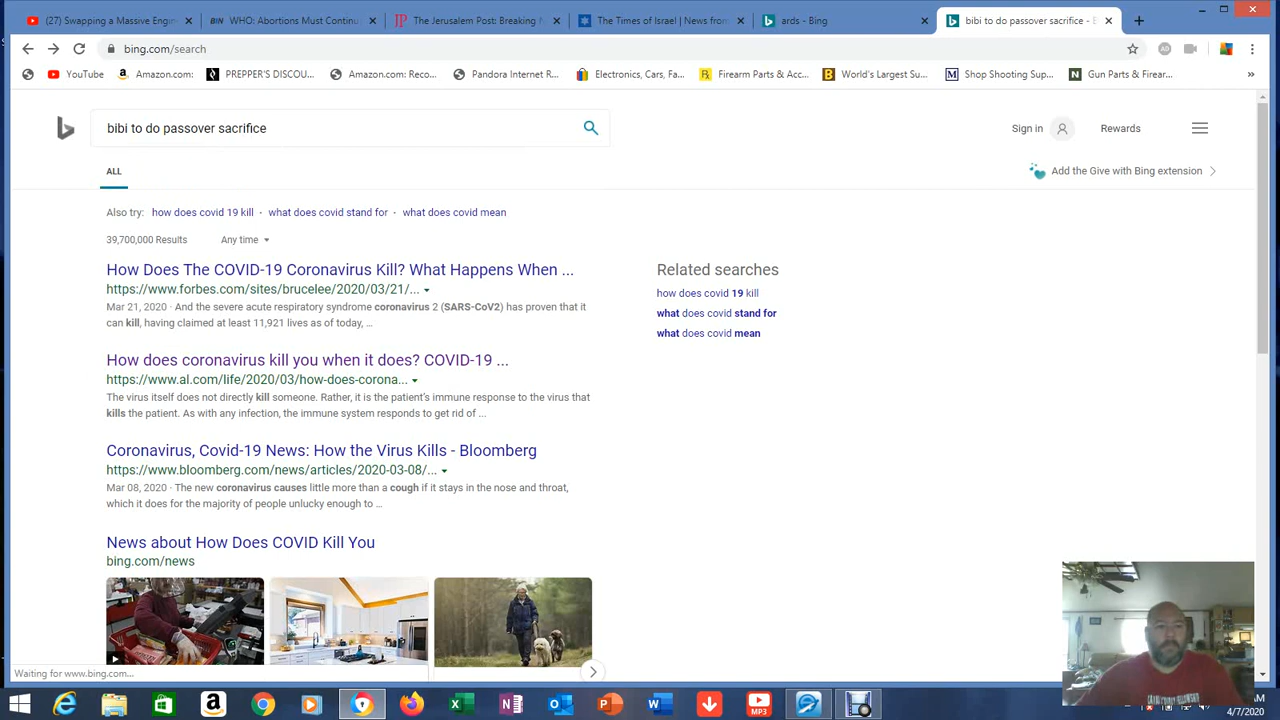 (27) Swapping a Massive Engin
BIN WHO: Abortions Must Continu
JP The Jerusalem Post: Breaking N
The Times of Israel | News from
ards - Bing
bibi to do passover sacrifice - B
bing.com/search
YouTube
Amazon.com:
PREPPER'S DISCOU...
Amazon.com: Reco...
Pandora Internet R...
Electronics, Cars, Fa...
Firearm Parts & Acc...
World's Largest Su...
Shop Shooting Sup...
Gun Parts & Firear...
»
bibi to do passover sacrifice
Sign in
Rewards
ALL
Add the Give with Bing extension
Also try: how does covid 19 kill · what does covid stand for · what does covid mean
39,700,000 Results Any time
How Does The COVID-19 Coronavirus Kill? What Happens When ...
https://www.forbes.com/sites/brucelee/2020/03/21/...
Mar 21, 2020 · And the severe acute respiratory syndrome coronavirus 2 (SARS-CoV2) has proven that it
can kill, having claimed at least 11,921 lives as of today, ...
How does coronavirus kill you when it does? COVID-19 ...
https://www.al.com/life/2020/03/how-does-corona...
The virus itself does not directly kill someone. Rather, it is the patient's immune response to the virus that
kills the patient. As with any infection, the immune system responds to get rid of ...
Coronavirus, Covid-19 News: How the Virus Kills - Bloomberg
https://www.bloomberg.com/news/articles/2020-03-08/...
Mar 08, 2020 · The new coronavirus causes little more than a cough if it stays in the nose and throat,
which it does for the majority of people unlucky enough to ...
News about How Does COVID Kill You
bing.com/news
Related searches
how does covid 19 kill
what does covid stand for
what does covid mean
Waiting for www.bing.com...
MP3
4/7/2020